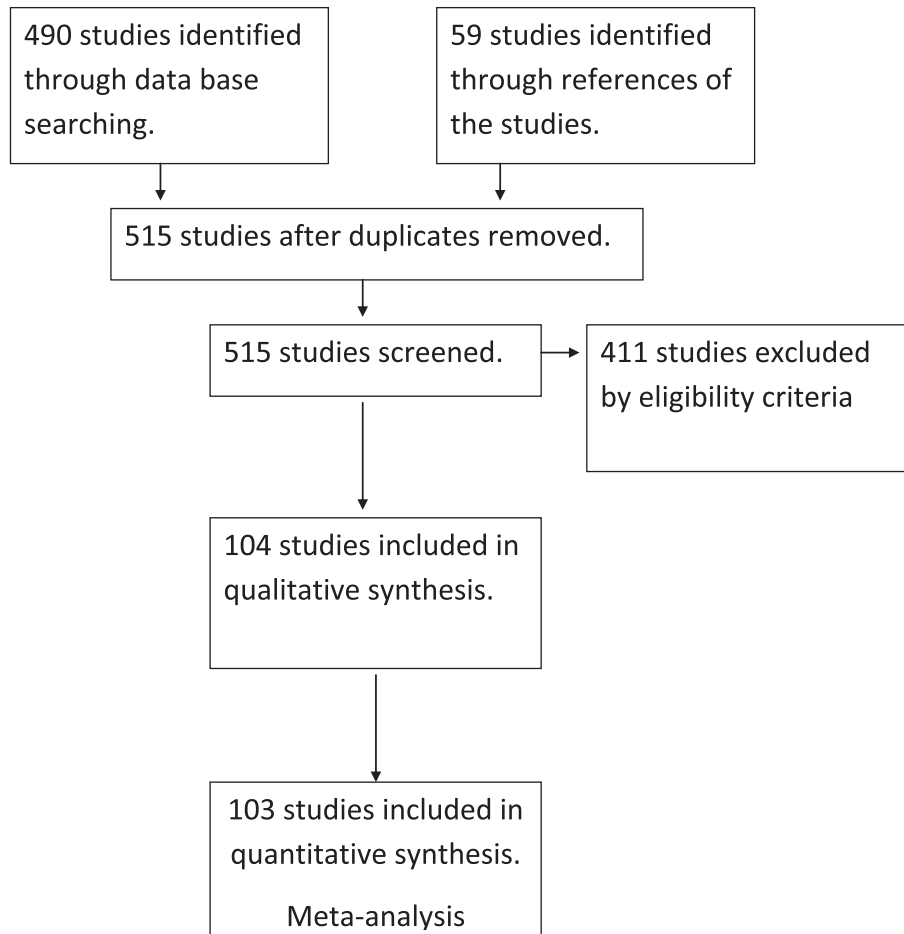 490 studies identified
through data base
searching.
59 studies identified
through references of
the studies.
515 studies after duplicates removed.
515 studies screened.
411 studies excluded
by eligibility criteria
104 studies included in
qualitative synthesis.
103 studies included in
quantitative synthesis.
Meta-analysis